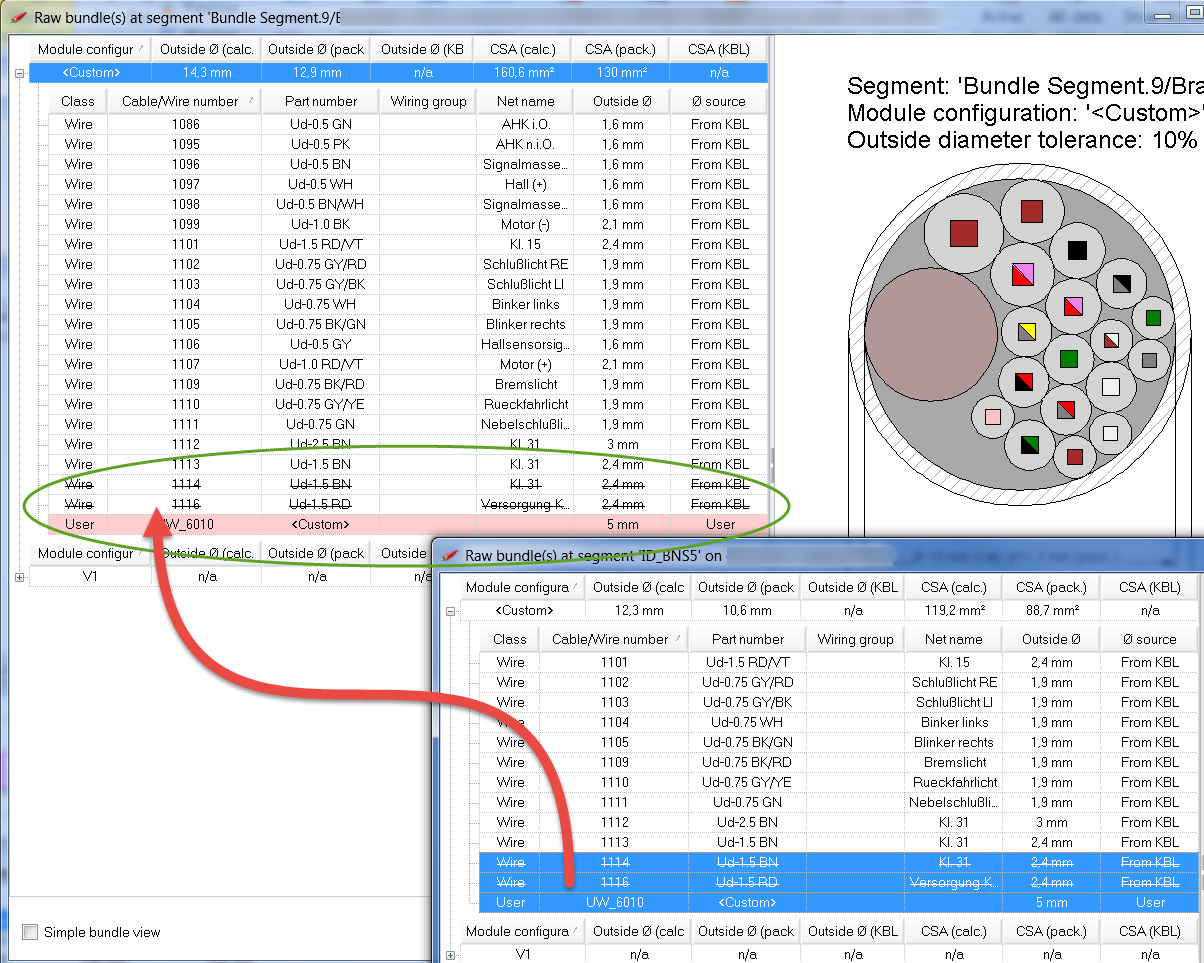 Raw bundle(s) at segment 'Bundle Segment.9/B
Module configur Outside Ø (calc. Outside Ø (pack Outside Ø (KB CSA (calc.) CSA (pack.) CSA (KBL)
<Custom> 14,3 mm 12,9 mm n/a 160,6 mm² 130 mm² n/a
Class Cable/Wire number Part number Wiring group Net name Outside Ø Ø source
Wire 1086 Ud-0.5 GN AHK i.O. 1,6 mm From KBL
Wire 1095 Ud-0.5 PK AHK n.i.O. 1,6 mm From KBL
Wire 1096 Ud-0.5 BN Signalmasse... 1,6 mm From KBL
Wire 1097 Ud-0.5 WH Hall (+) 1,6 mm From KBL
Wire 1098 Ud-0.5 BN/WH Signalmasse... 1,6 mm From KBL
Wire 1099 Ud-1.0 BK Motor (-) 2,1 mm From KBL
Wire 1101 Ud-1.5 RD/VT Kl. 15 2,4 mm From KBL
Wire 1102 Ud-0.75 GY/RD Schlußlicht RE 1,9 mm From KBL
Wire 1103 Ud-0.75 GY/BK Schlußlicht LI 1,9 mm From KBL
Wire 1104 Ud-0.75 WH Binker links 1,9 mm From KBL
Wire 1105 Ud-0.75 BK/GN Blinker rechts 1,9 mm From KBL
Wire 1106 Ud-0.5 GY Hallsensorsig... 1,6 mm From KBL
Wire 1107 Ud-1.0 RD/VT Motor (+) 2,1 mm From KBL
Wire 1109 Ud-0.75 BK/RD Bremslicht 1,9 mm From KBL
Wire 1110 Ud-0.75 GY/YE Rueckfahrlicht 1,9 mm From KBL
Wire 1111 Ud-0.75 GN Nebelschlußli... 1,9 mm From KBL
Wire 1112 Ud-2.5 BN Kl. 31 3 mm From KBL
Wire 1113 Ud-1.5 BN Kl. 31 2,4 mm From KBL
Wire 1114 Ud-1.5 BN Kl. 31 2,4 mm From KBL
Wire 1116 Ud-1.5 RD Versorgung K... 2,4 mm From KBL
User UW_6010 <Custom> 5 mm User
Module configur Outside Ø (calc. Outside Ø (pack Outside
V1 n/a n/a n/a
Simple bundle view
Segment: 'Bundle Segment.9/Bra
Module configuration: '<Custom>'
Outside diameter tolerance: 10%
Raw bundle(s) at segment 'ID_BNS5' on
Module configura Outside Ø (calc Outside Ø (pack Outside Ø (KBL CSA (calc.) CSA (pack.) CSA (KBL)
<Custom> 12,3 mm 10,6 mm n/a 119,2 mm² 88,7 mm² n/a
Class Cable/Wire number Part number Wiring group Net name Outside Ø Ø source
Wire 1101 Ud-1.5 RD/VT Kl. 15 2,4 mm From KBL
Wire 1102 Ud-0.75 GY/RD Schlußlicht RE 1,9 mm From KBL
Wire 1103 Ud-0.75 GY/BK Schlußlicht LI 1,9 mm From KBL
Wire 1104 Ud-0.75 WH Binker links 1,9 mm From KBL
Wire 1105 Ud-0.75 BK/GN Blinker rechts 1,9 mm From KBL
Wire 1109 Ud-0.75 BK/RD Bremslicht 1,9 mm From KBL
Wire 1110 Ud-0.75 GY/YE Rueckfahrlicht 1,9 mm From KBL
Wire 1111 Ud-0.75 GN Nebelschlußli... 1,9 mm From KBL
Wire 1112 Ud-2.5 BN Kl. 31 3 mm From KBL
Wire 1113 Ud-1.5 BN Kl. 31 2,4 mm From KBL
Wire 1114 Ud-1.5 BN Kl. 31 2,4 mm From KBL
Wire 1116 Ud-1.5 RD Versorgung K... 2,4 mm From KBL
User UW_6010 <Custom> 5 mm User
Module configura Outside Ø (calc Outside Ø (pack Outside Ø (KBL CSA (calc.) CSA (pack.) CSA (KBL)
V1 n/a n/a n/a n/a n/a n/a